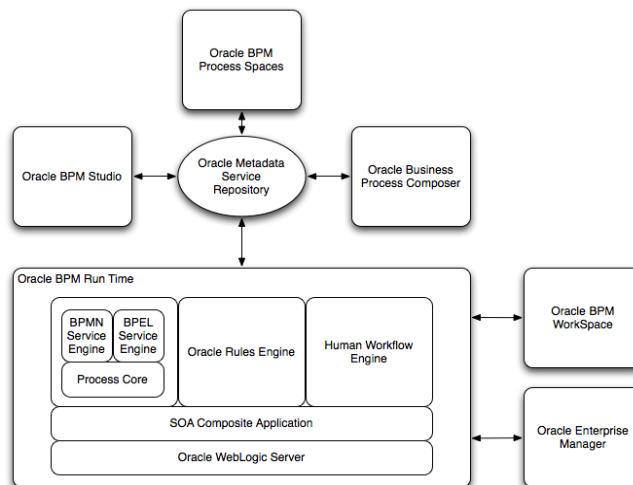 Oracle BPM
Process Spaces
Oracle BPM Studio
Oracle Metadata
Service
Repository
Oracle Business
Process Composer
Oracle BPM Run Time
BPMN
Service
Engine
BPEL
Service
Engine
Process Core
Oracle Rules Engine
Human Workflow
Engine
SOA Composite Application
Oracle WebLogic Server
Oracle BPM
WorkSpace
Oracle Enterprise
Manager